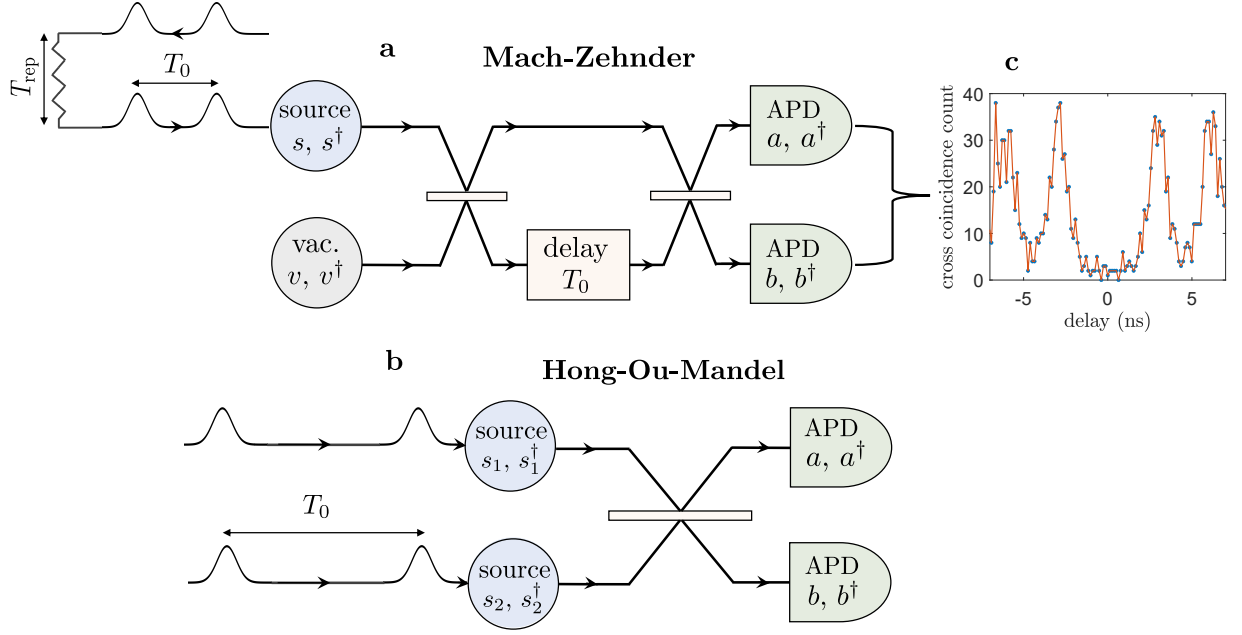 a
Mach-Zehnder
c
T_rep
T_0
source
s, s†
vac.
v, v†
delay
T_0
APD
a, a†
APD
b, b†
cross coincidence count
40
30
20
10
0
-5
0
5
delay (ns)
b
Hong-Ou-Mandel
T_0
source
s_1, s_1^†
source
s_2, s_2^†
APD
a, a†
APD
b, b†